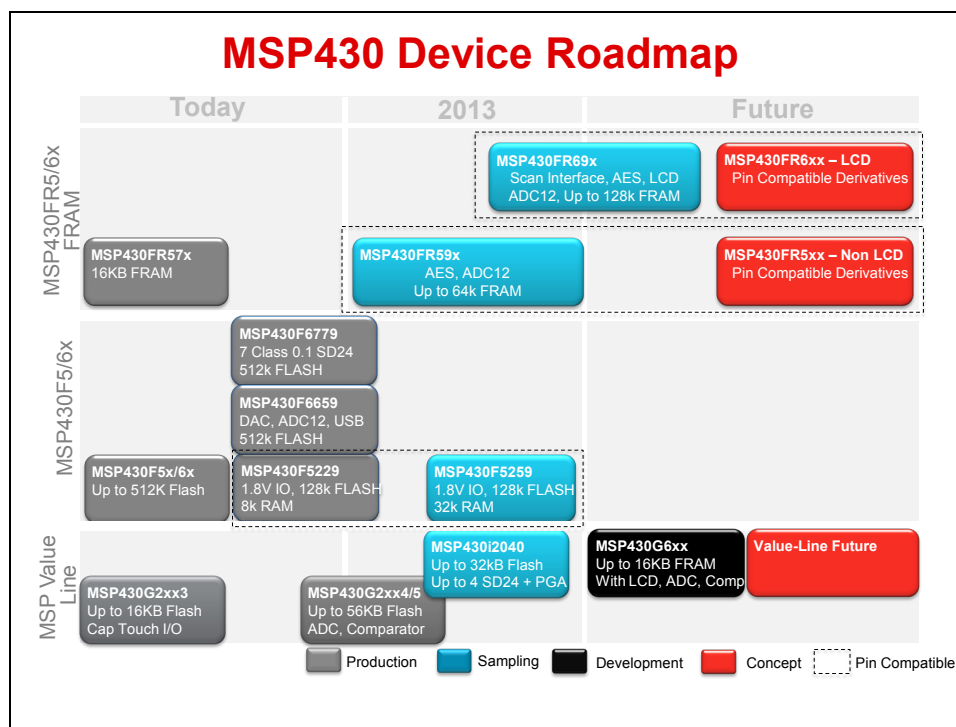 MSP430 Device Roadmap
Today
2013
Future
MSP430FR5/6x
FRAM
MSP430FR69x
Scan Interface, AES, LCD
ADC12, Up to 128k FRAM
MSP430FR6xx – LCD
Pin Compatible Derivatives
MSP430FR57x
16KB FRAM
MSP430FR59x
AES, ADC12
Up to 64k FRAM
MSP430FR5xx – Non LCD
Pin Compatible Derivatives
MSP430F5/6x
MSP430F6779
7 Class 0.1 SD24
512k FLASH
MSP430F6659
DAC, ADC12, USB
512k FLASH
MSP430F5x/6x
Up to 512K Flash
MSP430F5229
1.8V IO, 128k FLASH
8k RAM
MSP430F5259
1.8V IO, 128k FLASH
32k RAM
MSP Value
Line
MSP430G2xx3
Up to 16KB Flash
Cap Touch I/O
MSP430G2xx4/5
Up to 56KB Flash
ADC, Comparator
MSP430i2040
Up to 32kB Flash
Up to 4 SD24 + PGA
MSP430G6xx
Up to 16KB FRAM
With LCD, ADC, Comp
Value-Line Future
Production
Sampling
Development
Concept
Pin Compatible